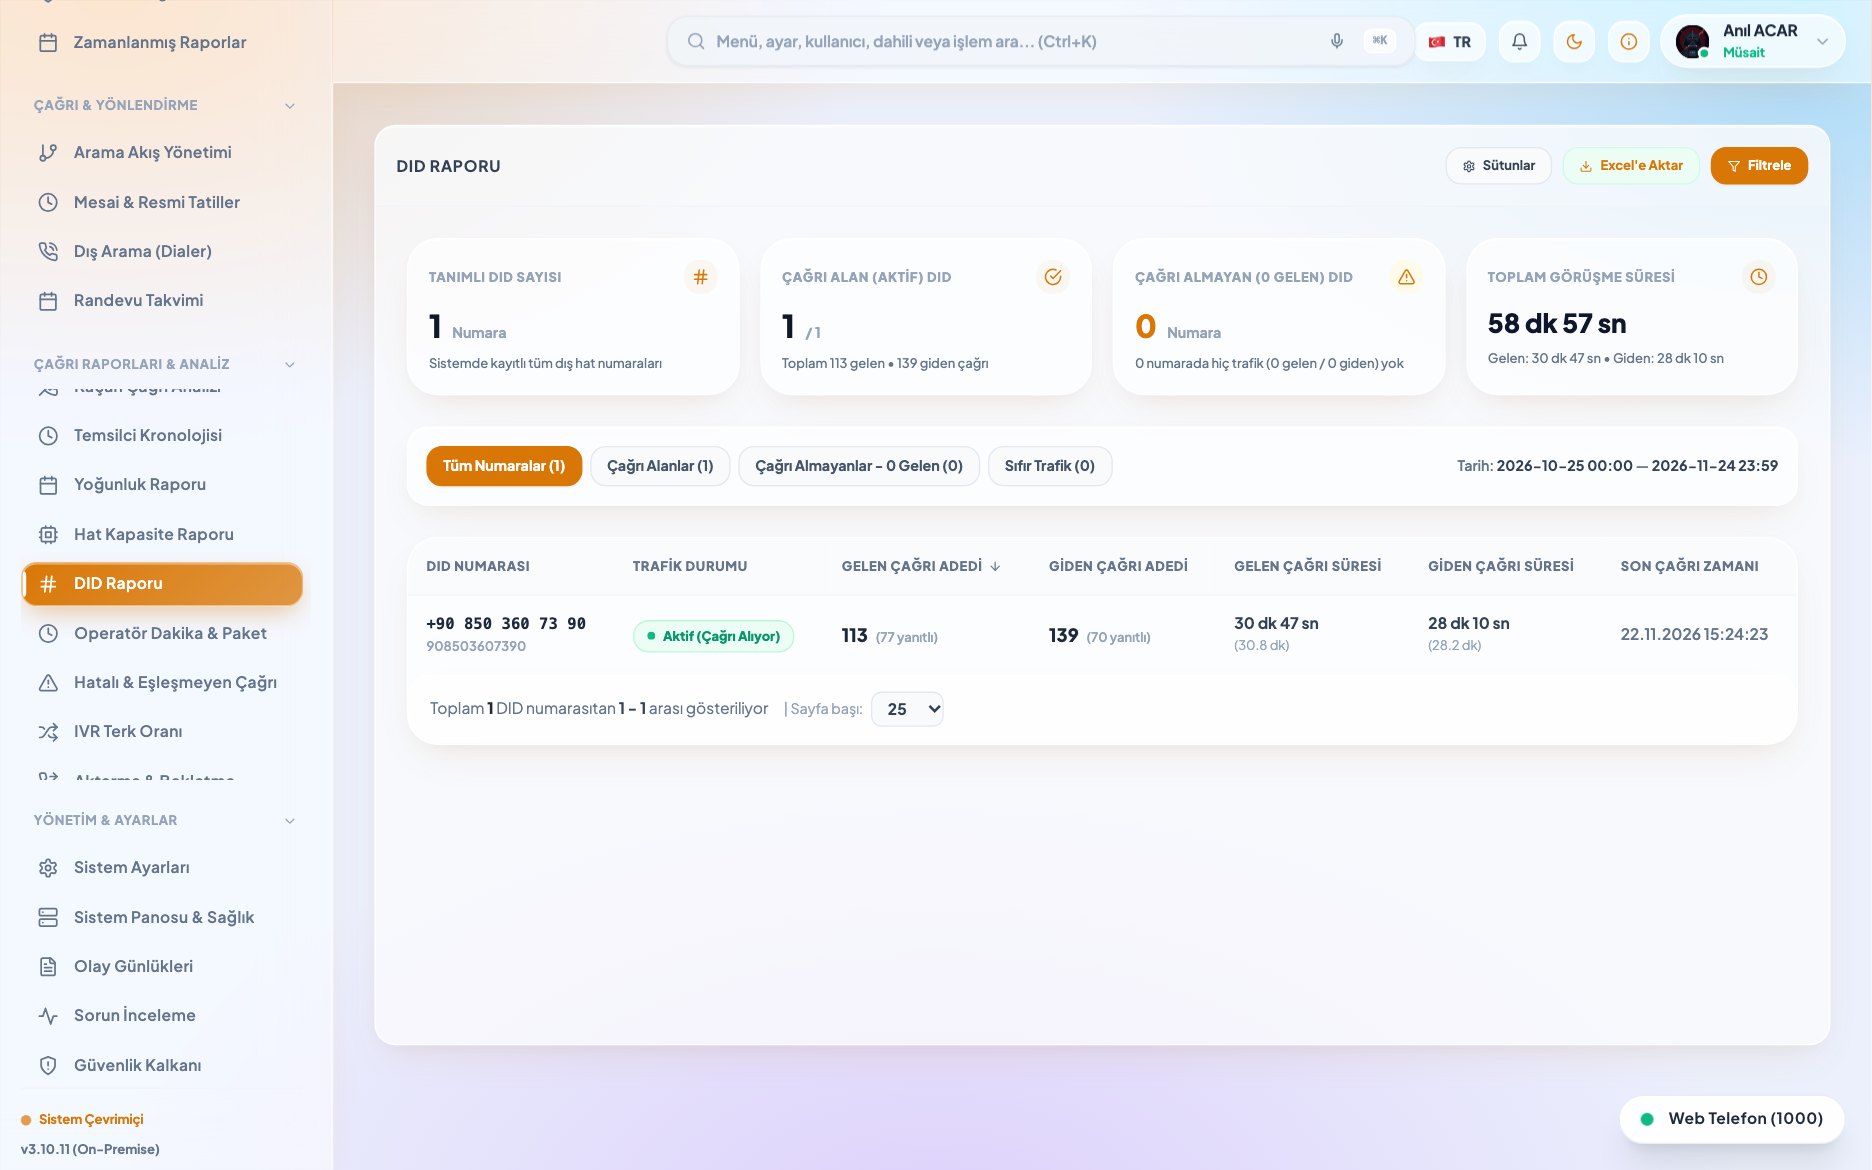 Zamanlanmış Raporlar
ÇAĞRI & YÖNLENDİRME
Arama Akış Yönetimi
Mesai & Resmi Tatiller
Dış Arama (Dialer)
Randevu Takvimi
ÇAĞRI RAPORLARI & ANALİZ
Kaçan Çağrı Analizi
Temsilci Kronolojisi
Yoğunluk Raporu
Hat Kapasite Raporu
DID Raporu
Operatör Dakika & Paket
Hatalı & Eşleşmeyen Çağrı
IVR Terk Oranı
Aktarma & Bekletme
YÖNETİM & AYARLAR
Sistem Ayarları
Sistem Panosu & Sağlık
Olay Günlükleri
Sorun İnceleme
Güvenlik Kalkanı
Sistem Çevrimiçi
v3.10.11 (On-Premise)
Menü, ayar, kullanıcı, dahili veya işlem ara... (Ctrl+K)
⌘K
TR
Anıl ACAR
Müsait
DID RAPORU
Sütunlar
Excel'e Aktar
Filtrele
TANIMLI DID SAYISI
1 Numara
Sistemde kayıtlı tüm dış hat numaraları
ÇAĞRI ALAN (AKTİF) DID
1 / 1
Toplam 113 gelen • 139 giden çağrı
ÇAĞRI ALMAYAN (0 GELEN) DID
0 Numara
0 numarada hiç trafik (0 gelen / 0 giden) yok
TOPLAM GÖRÜŞME SÜRESİ
58 dk 57 sn
Gelen: 30 dk 47 sn • Giden: 28 dk 10 sn
Tüm Numaralar (1)
Çağrı Alanlar (1)
Çağrı Almayanlar - 0 Gelen (0)
Sıfır Trafik (0)
Tarih: 2026-10-25 00:00 — 2026-11-24 23:59
DID NUMARASI TRAFİK DURUMU GELEN ÇAĞRI ADEDİ ↓ GİDEN ÇAĞRI ADEDİ GELEN ÇAĞRI SÜRESİ GİDEN ÇAĞRI SÜRESİ SON ÇAĞRI ZAMANI
+90 850 360 73 90
908503607390
Aktif (Çağrı Alıyor)
113 (77 yanıtlı)
139 (70 yanıtlı)
30 dk 47 sn
(30.8 dk)
28 dk 10 sn
(28.2 dk)
22.11.2026 15:24:23
Toplam 1 DID numarasıtan 1 - 1 arası gösteriliyor | Sayfa başı: 25
Web Telefon (1000)